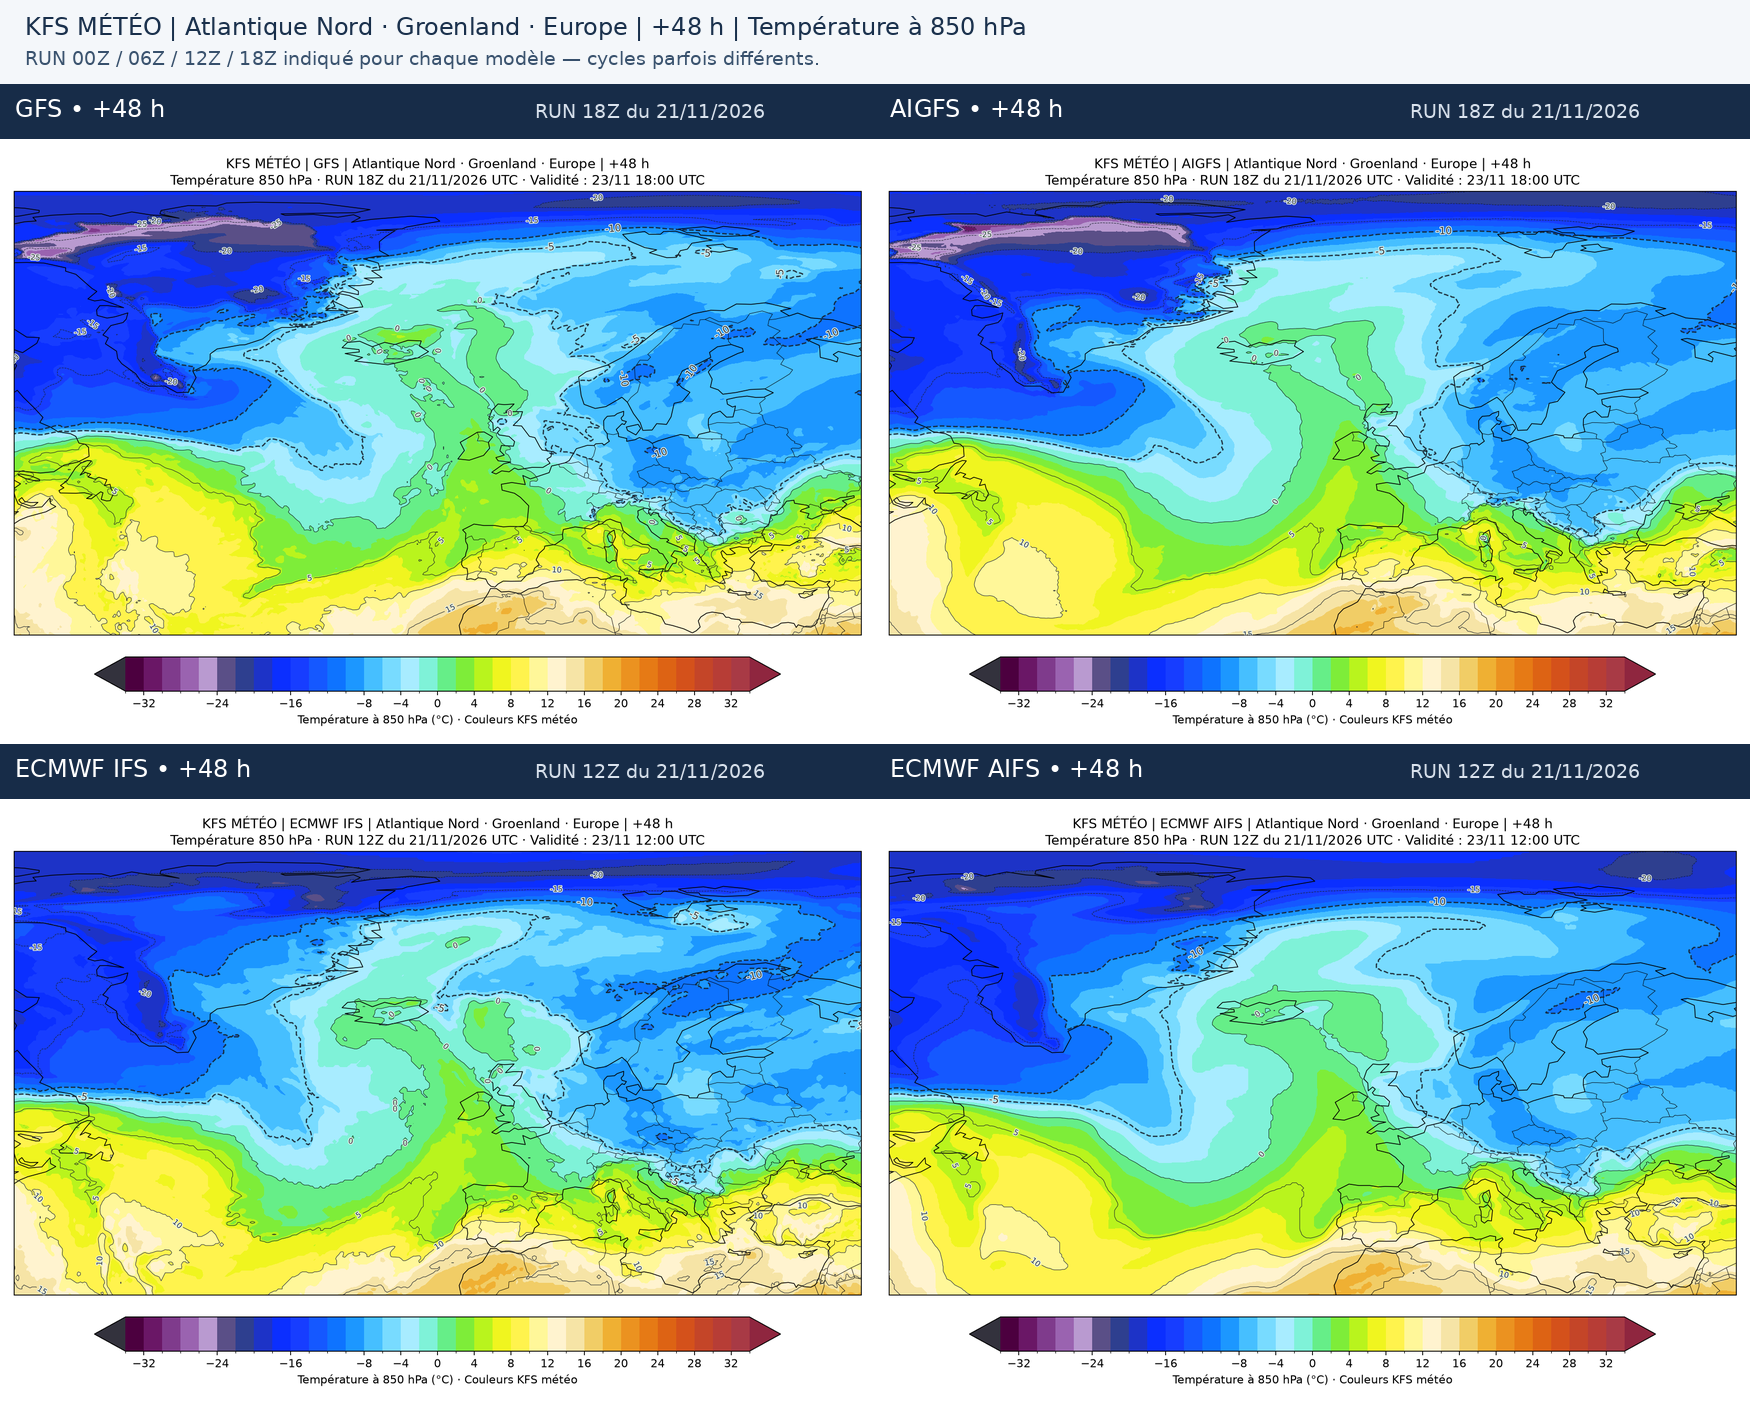 KFS MÉTÉO | Atlantique Nord · Groenland · Europe | +48 h | Température à 850 hPa
RUN 00Z / 06Z / 12Z / 18Z indiqué pour chaque modèle — cycles parfois différents.
GFS • +48 h
RUN 18Z du 21/11/2026
AIGFS • +48 h
RUN 18Z du 21/11/2026
KFS MÉTÉO | GFS | Atlantique Nord · Groenland · Europe | +48 h
Température 850 hPa · RUN 18Z du 21/11/2026 UTC · Validité : 23/11 18:00 UTC
KFS MÉTÉO | AIGFS | Atlantique Nord · Groenland · Europe | +48 h
Température 850 hPa · RUN 18Z du 21/11/2026 UTC · Validité : 23/11 18:00 UTC
−32 −24 −16 −8 −4 0 4 8 12 16 20 24 28 32
Température à 850 hPa (°C) · Couleurs KFS météo
−32 −24 −16 −8 −4 0 4 8 12 16 20 24 28 32
Température à 850 hPa (°C) · Couleurs KFS météo
ECMWF IFS • +48 h
RUN 12Z du 21/11/2026
ECMWF AIFS • +48 h
RUN 12Z du 21/11/2026
KFS MÉTÉO | ECMWF IFS | Atlantique Nord · Groenland · Europe | +48 h
Température 850 hPa · RUN 12Z du 21/11/2026 UTC · Validité : 23/11 12:00 UTC
KFS MÉTÉO | ECMWF AIFS | Atlantique Nord · Groenland · Europe | +48 h
Température 850 hPa · RUN 12Z du 21/11/2026 UTC · Validité : 23/11 12:00 UTC
−32 −24 −16 −8 −4 0 4 8 12 16 20 24 28 32
Température à 850 hPa (°C) · Couleurs KFS météo
−32 −24 −16 −8 −4 0 4 8 12 16 20 24 28 32
Température à 850 hPa (°C) · Couleurs KFS météo